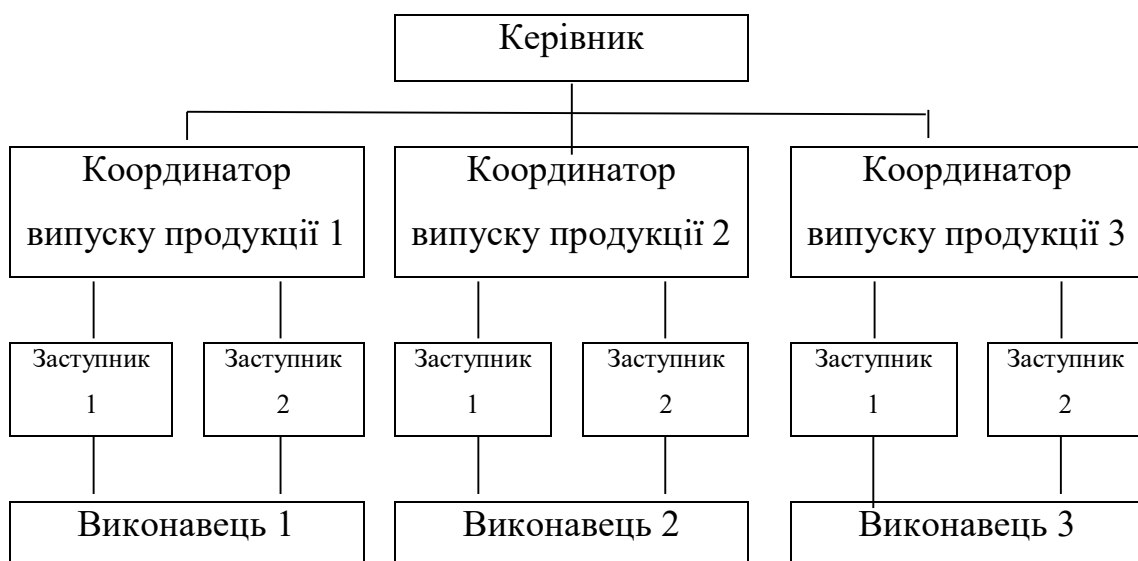 Керівник
Координатор
випуску продукції 1
Координатор
випуску продукції 2
Координатор
випуску продукції 3
Заступник
1
Заступник
2
Заступник
1
Заступник
2
Заступник
1
Заступник
2
Виконавець 1
Виконавець 2
Виконавець 3